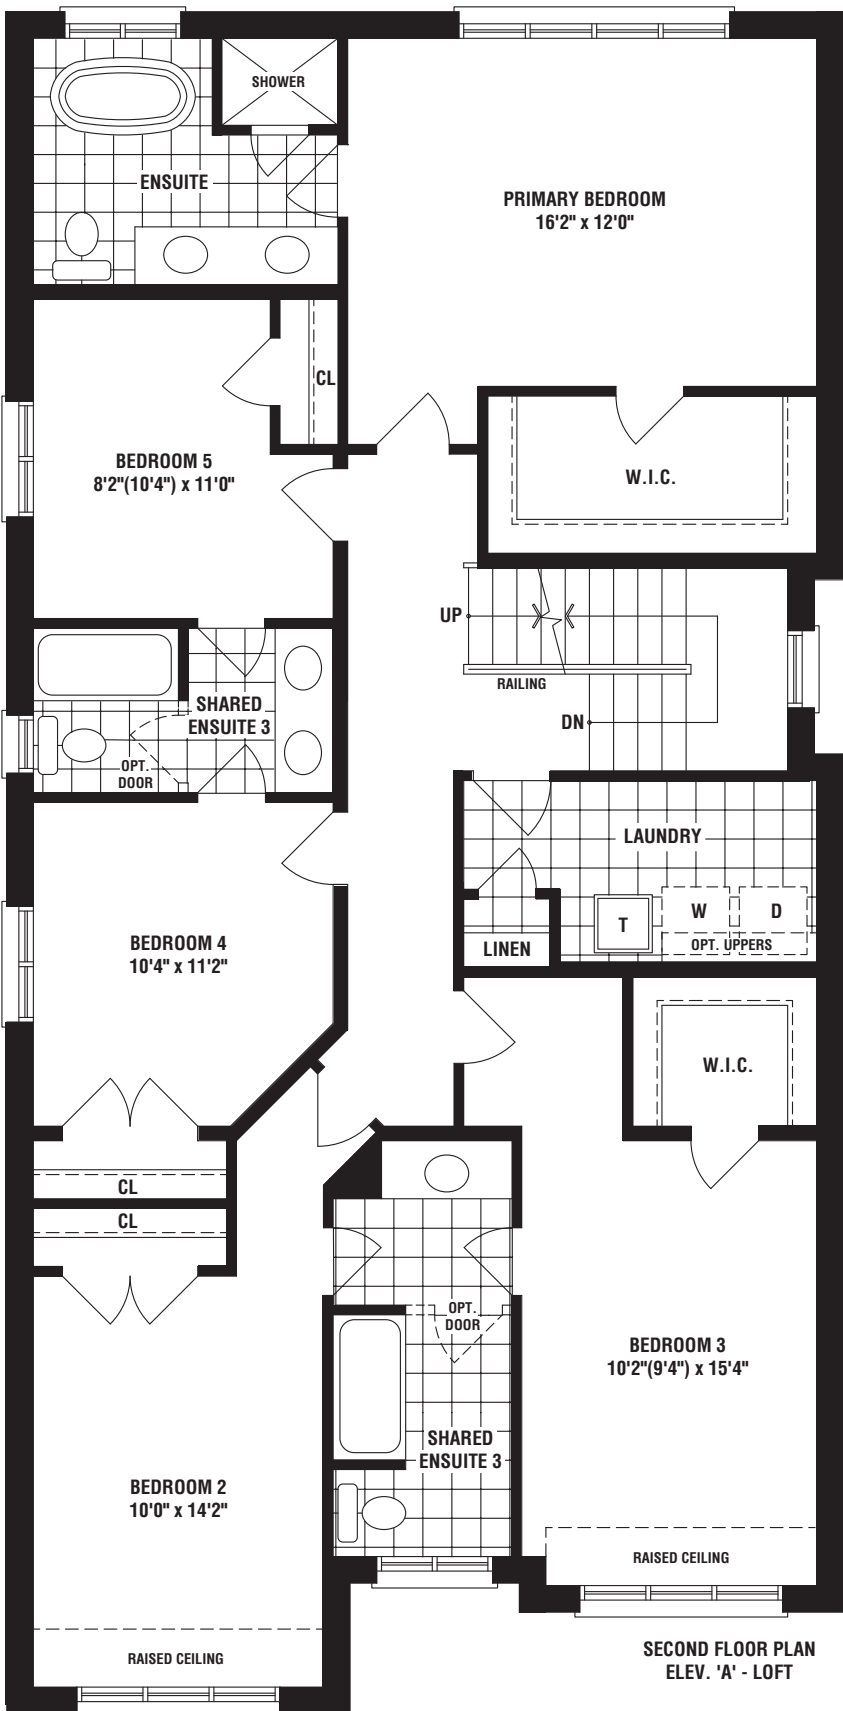 SHOWER
ENSUITE
PRIMARY BEDROOM
16'2" x 12'0"
CL
BEDROOM 5
8'2"(10'4") x 11'0"
W.I.C.
UP
RAILING
DN
SHARED
ENSUITE 3
OPT.
DOOR
LAUNDRY
T
W
D
OPT. UPPERS
LINEN
BEDROOM 4
10'4" x 11'2"
W.I.C.
CL
CL
OPT.
DOOR
BEDROOM 3
10'2"(9'4") x 15'4"
SHARED
ENSUITE 3
BEDROOM 2
10'0" x 14'2"
RAISED CEILING
RAISED CEILING
SECOND FLOOR PLAN
ELEV. 'A' - LOFT